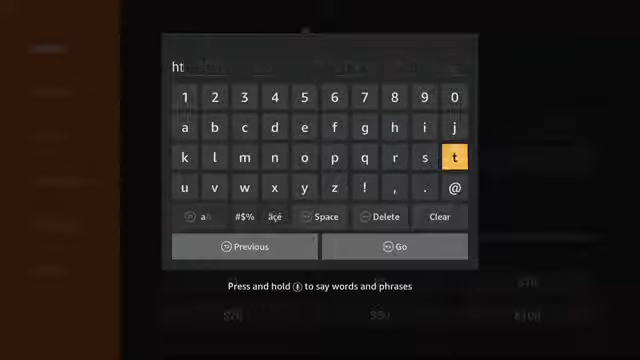 ht
1 2 3 4 5 6 7 8 9 0
a b c d e f g h i j
k l m n o p q r s t
u v w x y z ! , . @
aA #$% äçé Space Delete Clear
Previous Go
Press and hold to say words and phrases
$20 $50 $100